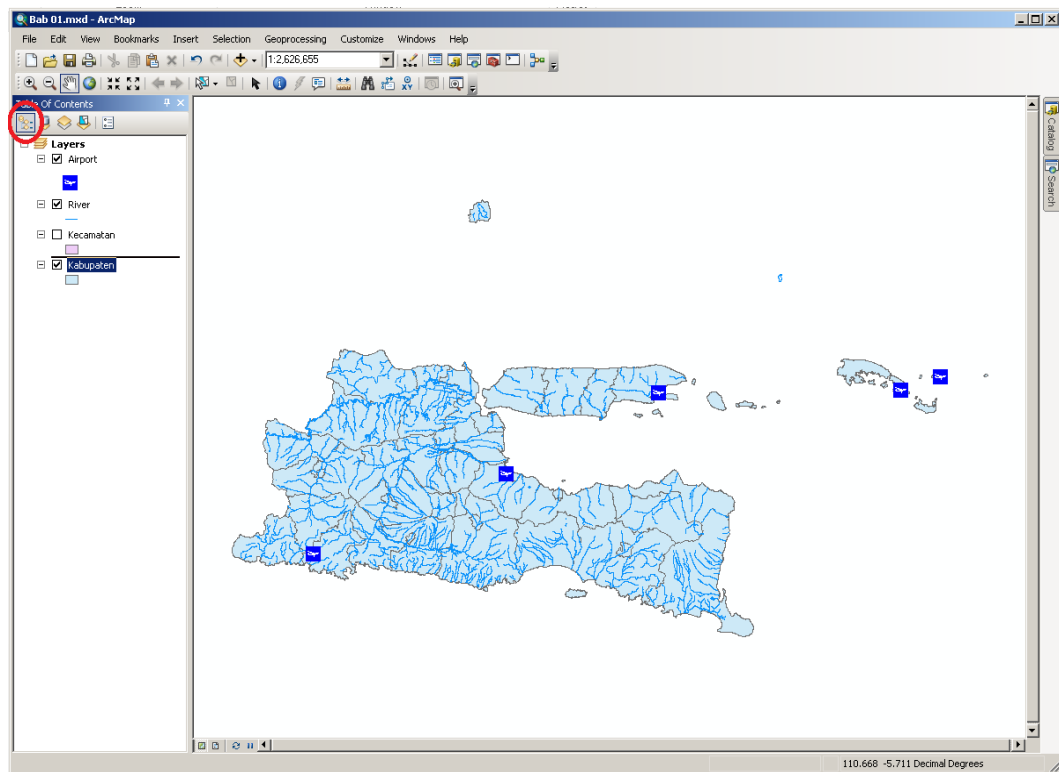 Bab 01.mxd - ArcMap
File Edit View Bookmarks Insert Selection Geoprocessing Customize Windows Help
1:2,626,655
Table Of Contents
Layers
Airport
River
Kecamatan
Kabupaten
Catalog
Search
110.668 -5.711 Decimal Degrees